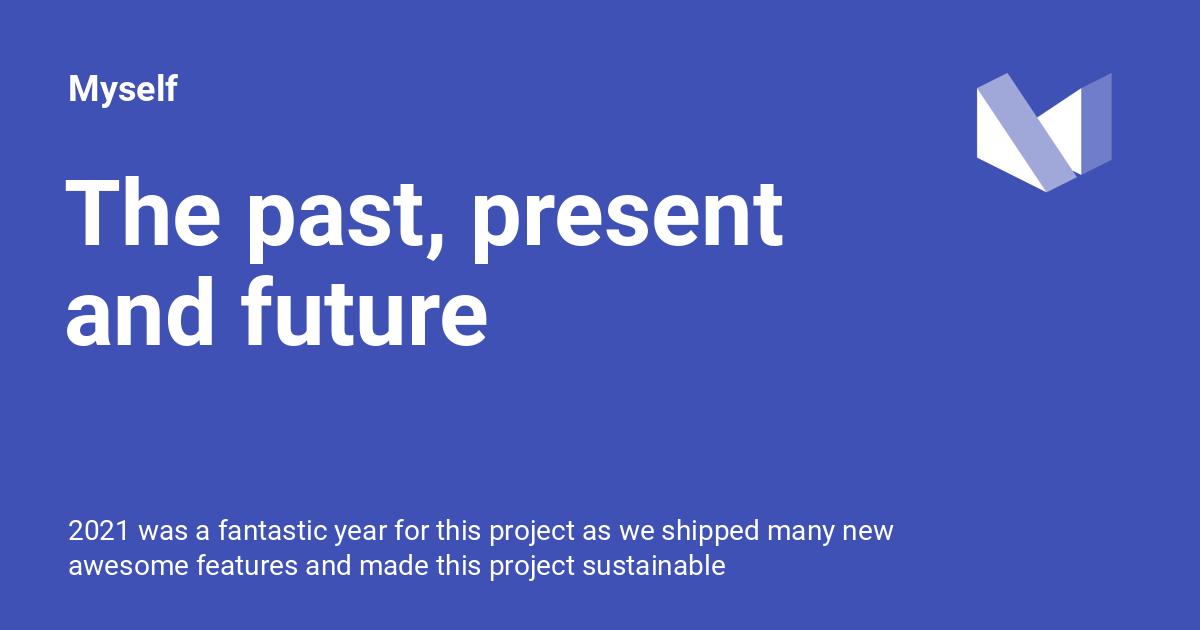 Myself
The past, present
and future
2021 was a fantastic year for this project as we shipped many new
awesome features and made this project sustainable